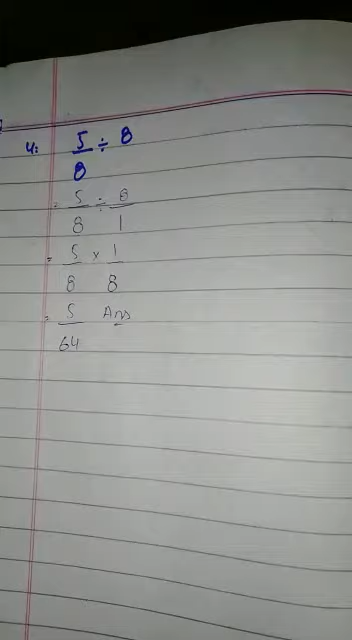 4: 5/8 ÷ 8
= 5/8 ÷ 8/1
= 5/8 × 1/8
= 5/64 Ans